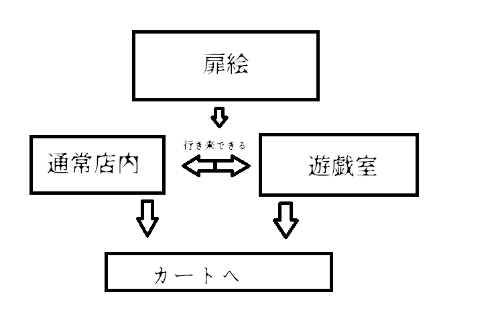 扉絵
行き来できる
通常店内
遊戯室
カートへ